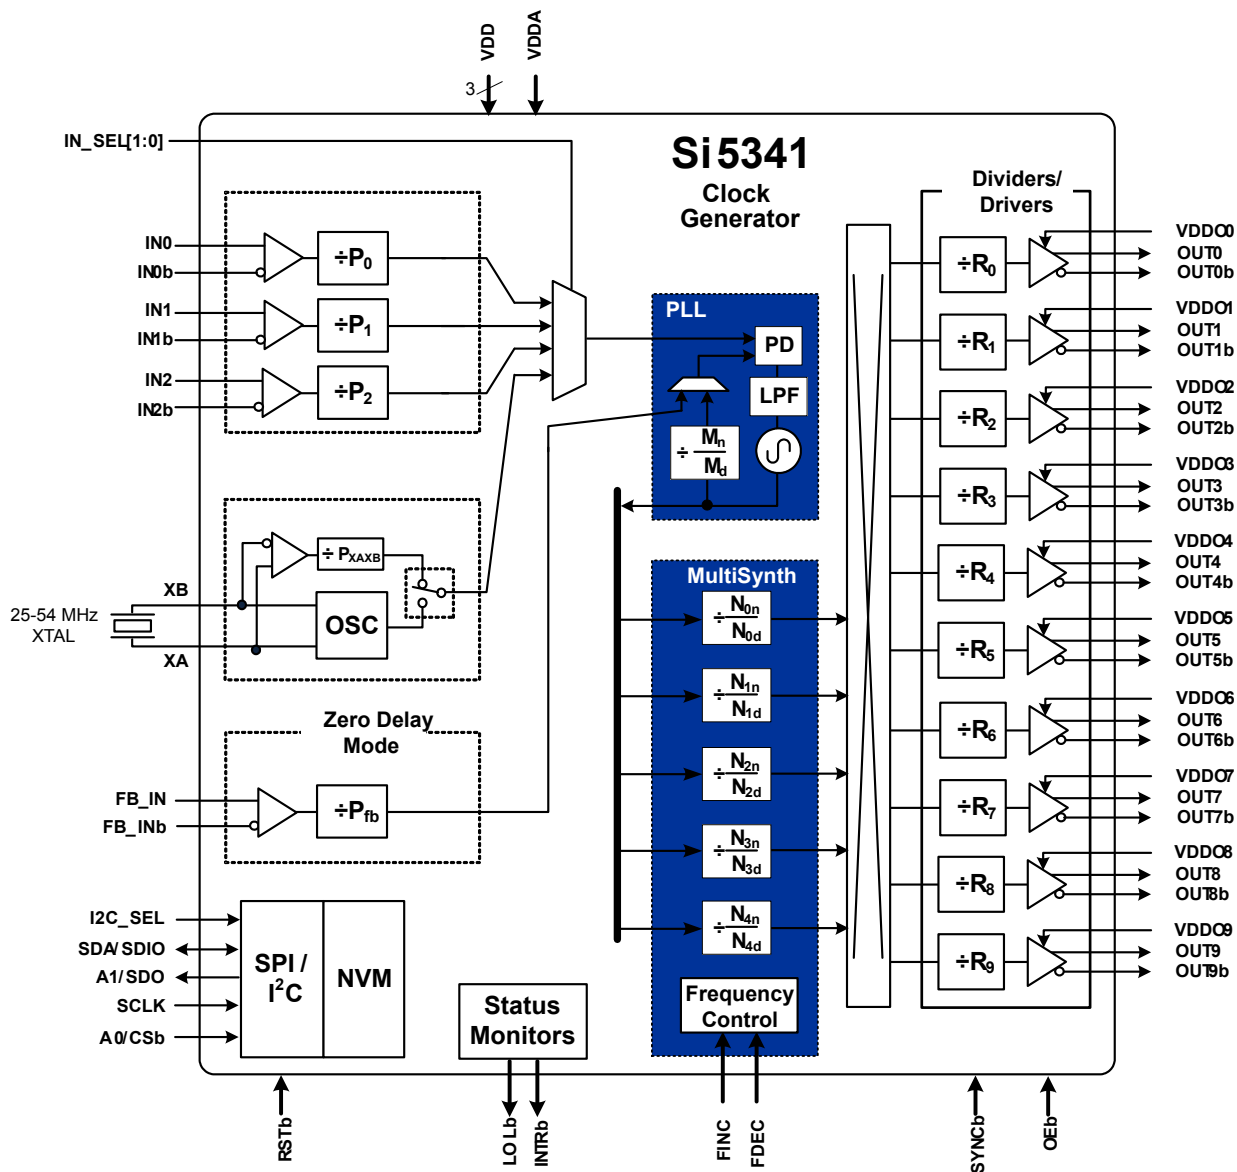 VDD
VDDA
3
IN_SEL[1:0]
Si5341
Clock
Generator
Dividers/
Drivers
IN0
IN0b
IN1
IN1b
IN2
IN2b
÷P0
÷P1
÷P2
PLL
PD
LPF
÷ Mn
Md
25-54 MHz
XTAL
XB
XA
÷ PXAXB
OSC
Zero Delay
Mode
FB_IN
FB_INb
÷Pfb
MultiSynth
÷ N0n
N0d
÷ N1n
N1d
÷ N2n
N2d
÷ N3n
N3d
÷ N4n
N4d
Frequency
Control
I2C_SEL
SDA/SDIO
A1/SDO
SCLK
A0/CSb
SPI /
I²C
NVM
Status
Monitors
÷R0
÷R1
÷R2
÷R3
÷R4
÷R5
÷R6
÷R7
÷R8
÷R9
VDDO0
OUT0
OUT0b
VDDO1
OUT1
OUT1b
VDDO2
OUT2
OUT2b
VDDO3
OUT3
OUT3b
VDDO4
OUT4
OUT4b
VDDO5
OUT5
OUT5b
VDDO6
OUT6
OUT6b
VDDO7
OUT7
OUT7b
VDDO8
OUT8
OUT8b
VDDO9
OUT9
OUT9b
RSTb
LOLb
INTRb
FINC
FDEC
SYNCb
OEb